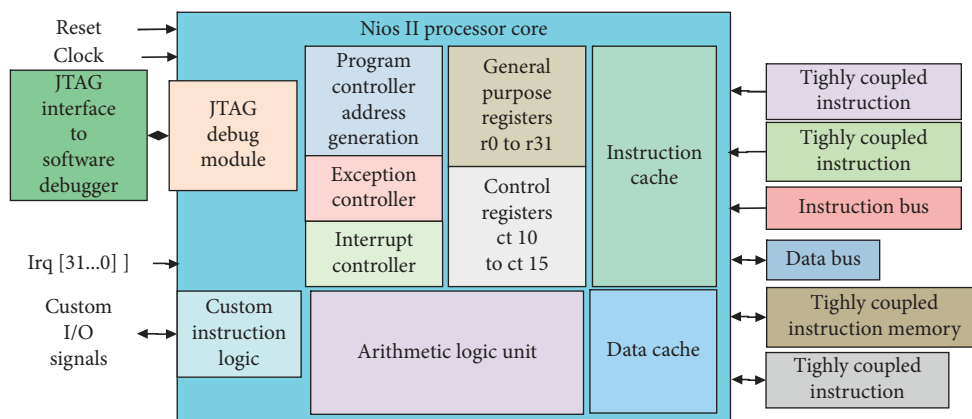 Reset
Clock
JTAG
interface
to
software
debugger
Irq [31...0] ]
Custom
I/O
signals
Nios II processor core
JTAG
debug
module
Custom
instruction
logic
Program
controller
address
generation
Exception
controller
Interrupt
controller
General
purpose
registers
r0 to r31
Control
registers
ct 10
to ct 15
Arithmetic logic unit
Instruction
cache
Data cache
Tighly coupled
instruction
Tighly coupled
instruction
Instruction bus
Data bus
Tighly coupled
instruction memory
Tighly coupled
instruction